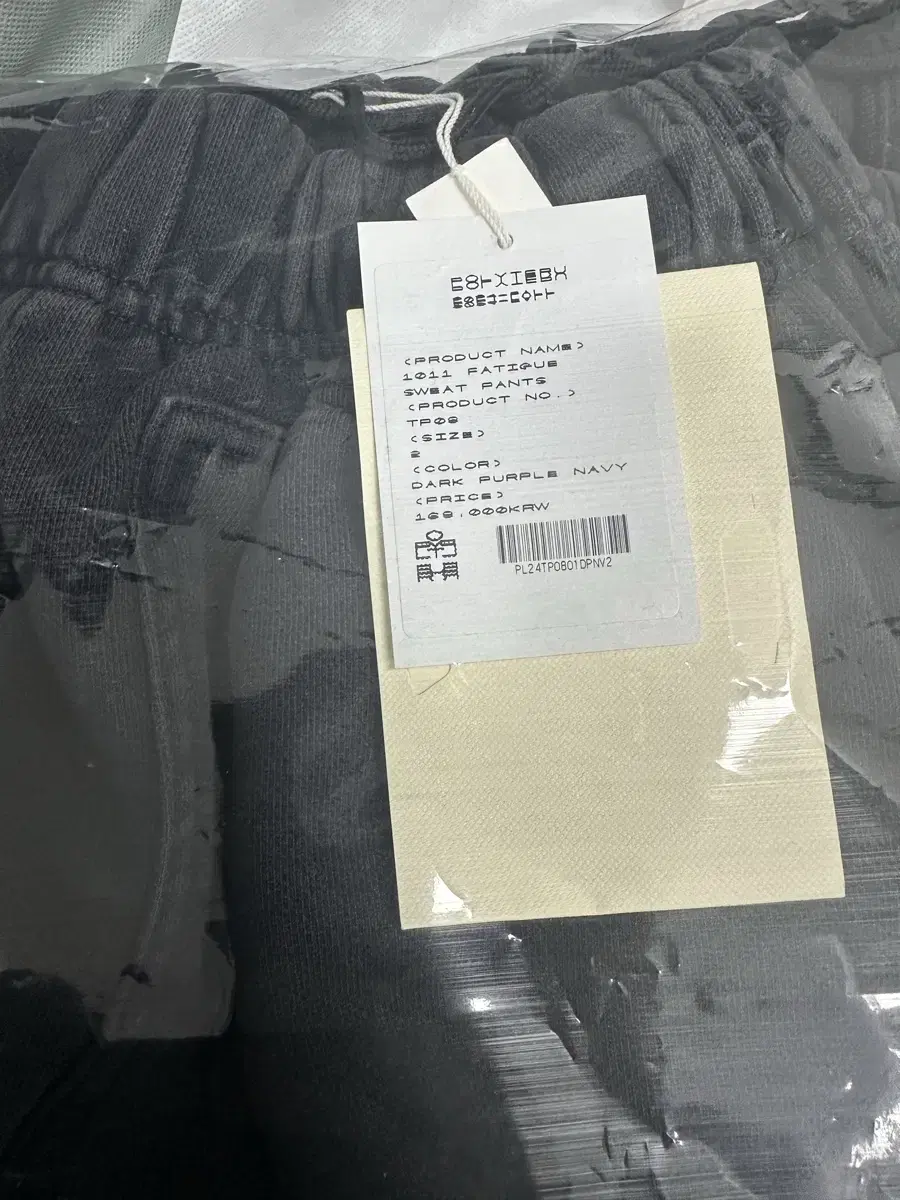 <PRODUCT NAME>
1011 FATIGUE
SWEAT PANTS
<PRODUCT NO.>
TP08
<SIZE>
2
<COLOR>
DARK PURPLE NAVY
<PRICE>
169,000KRW
PL24TP0801DPNV2